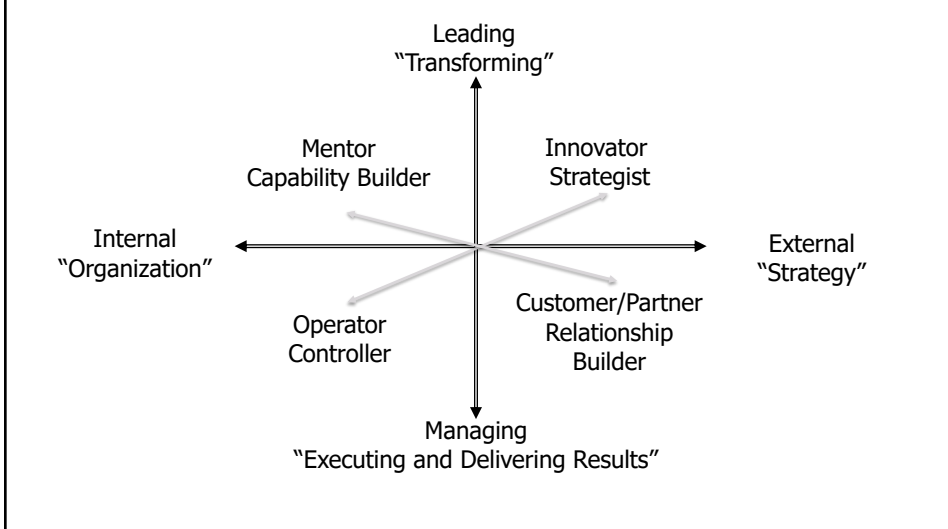 Leading
“Transforming”
Mentor
Capability Builder
Innovator
Strategist
Internal
“Organization”
External
“Strategy”
Operator
Controller
Customer/Partner
Relationship
Builder
Managing
“Executing and Delivering Results”